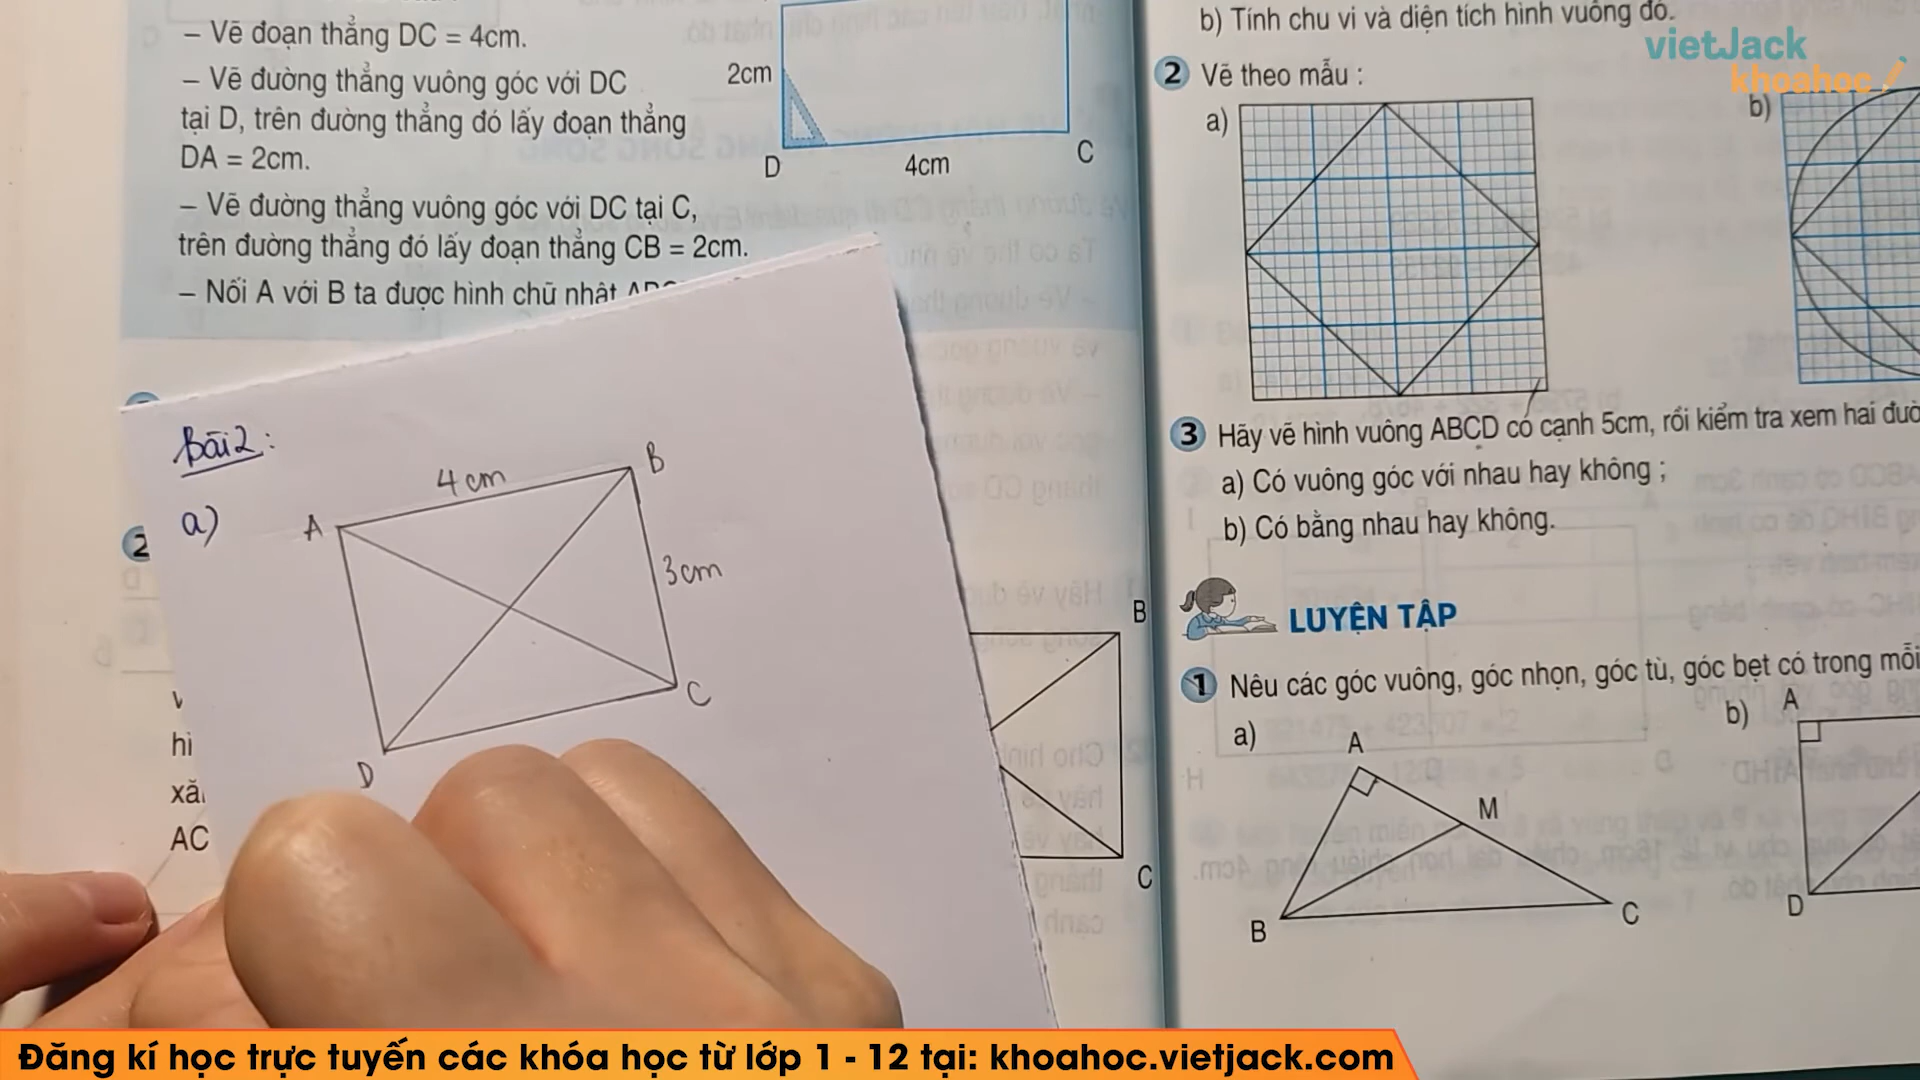 – Vẽ đoạn thẳng DC = 4cm.
– Vẽ đường thẳng vuông góc với DC
tại D, trên đường thẳng đó lấy đoạn thẳng
DA = 2cm.
– Vẽ đường thẳng vuông góc với DC tại C,
trên đường thẳng đó lấy đoạn thẳng CB = 2cm.
– Nối A với B ta được hình chữ nhật
2cm
D
4cm
C
Bài 2:
a)
A
4cm
B
3cm
C
D
2
hì
AC
B
C
b) Tính chu vi và diện tích hình vuông đó.
vietJack
khoahoc
2 Vẽ theo mẫu :
a)
b)
3 Hãy vẽ hình vuông ABCD có cạnh 5cm, rồi kiểm tra xem hai
a) Có vuông góc với nhau hay không ;
b) Có bằng nhau hay không.
LUYỆN TẬP
1 Nêu các góc vuông, góc nhọn, góc tù, góc bẹt có trong mỗi
a)
A
M
B
C
b)
A
D
Đăng kí học trực tuyến các khóa học từ lớp 1 - 12 tại: khoahoc.vietjack.com